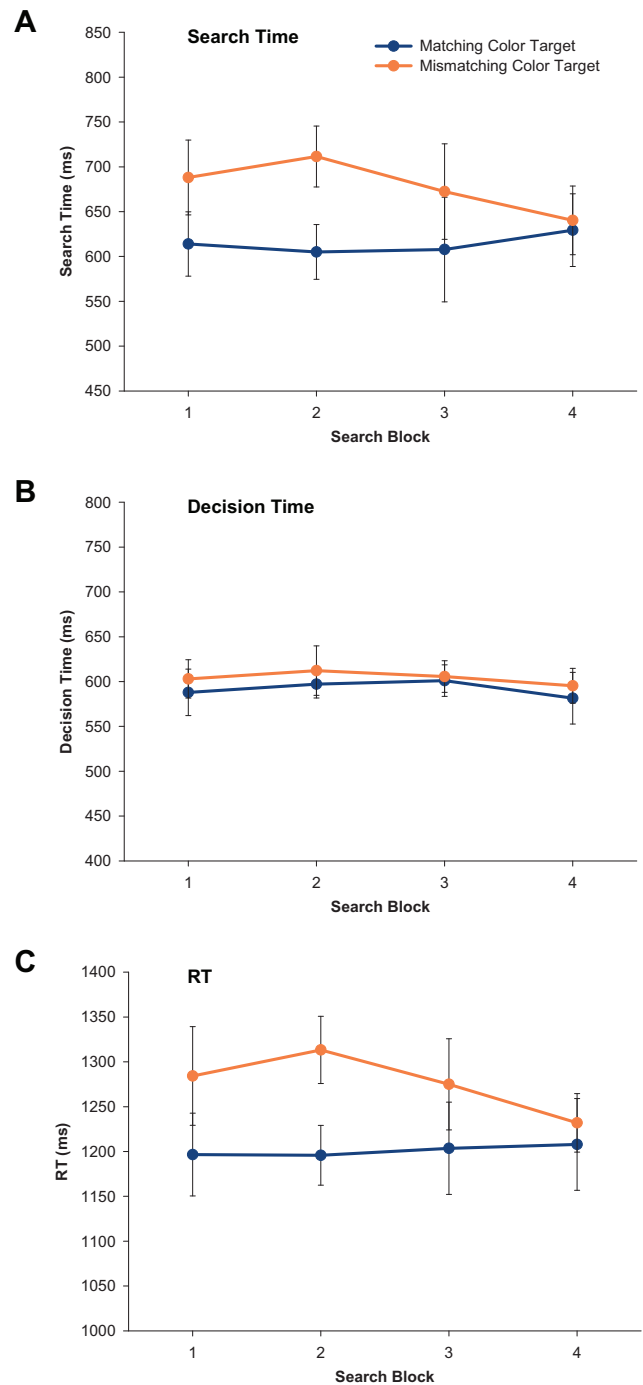 A
Search Time
Matching Color Target
Mismatching Color Target
850
800
750
700
650
600
550
500
450
Search Time (ms)
1 2 3 4
Search Block
B
Decision Time
800
750
700
650
600
550
500
450
400
Decision Time (ms)
1 2 3 4
Search Block
C
RT
1400
1350
1300
1250
1200
1150
1100
1050
1000
RT (ms)
1 2 3 4
Search Block